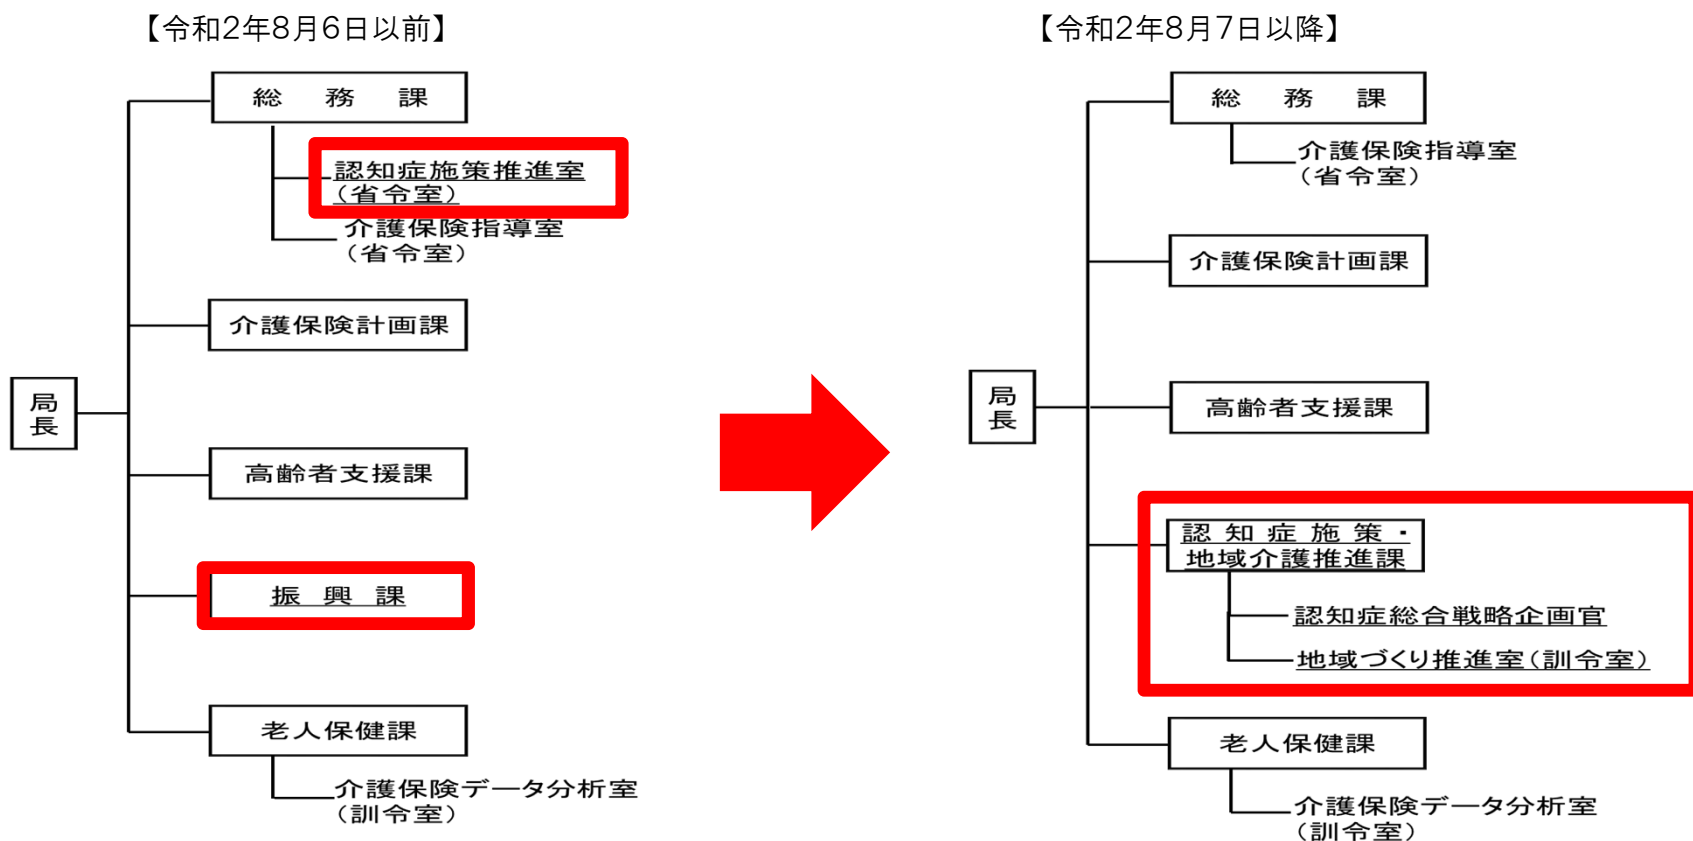 【令和2年8月6日以前】
総務課
認知症施策推進室
(省令室)
介護保険指導室
(省令室)
介護保険計画課
局長
高齢者支援課
振興課
老人保健課
介護保険データ分析室
(訓令室)
【令和2年8月7日以降】
総務課
介護保険指導室
(省令室)
介護保険計画課
局長
高齢者支援課
認知症施策・
地域介護推進課
認知症総合戦略企画官
地域づくり推進室(訓令室)
老人保健課
介護保険データ分析室
(訓令室)